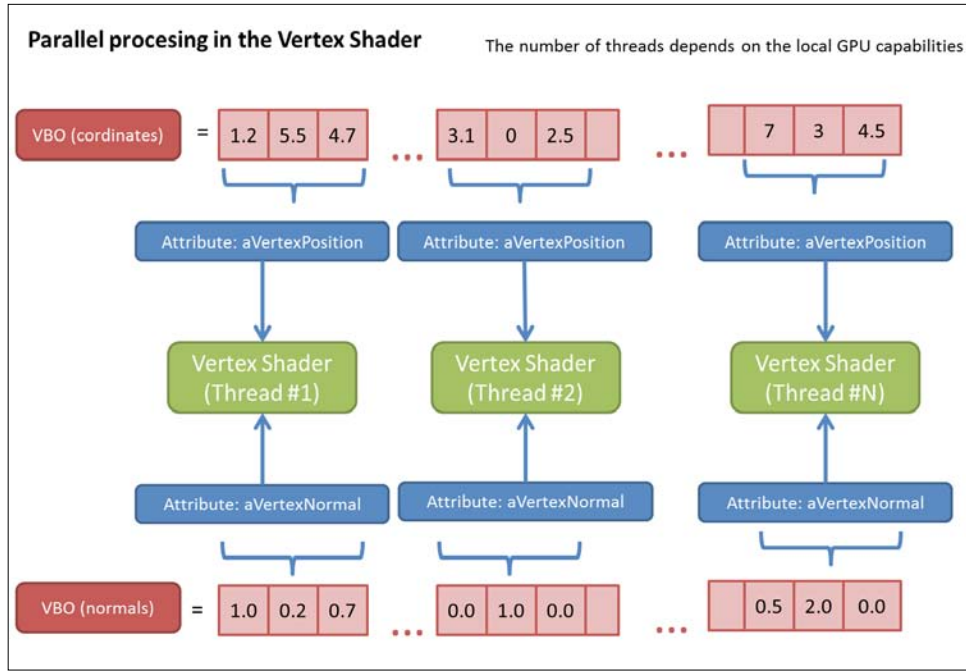 Parallel procesing in the Vertex Shader
The number of threads depends on the local GPU capabilities
VBO (cordinates) = 1.2 5.5 4.7 ... 3.1 0 2.5 ... 7 3 4.5
Attribute: aVertexPosition Attribute: aVertexPosition Attribute: aVertexPosition
Vertex Shader Vertex Shader Vertex Shader
(Thread #1) (Thread #2) (Thread #N)
Attribute: aVertexNormal Attribute: aVertexNormal Attribute: aVertexNormal
VBO (normals) = 1.0 0.2 0.7 ... 0.0 1.0 0.0 ... 0.5 2.0 0.0